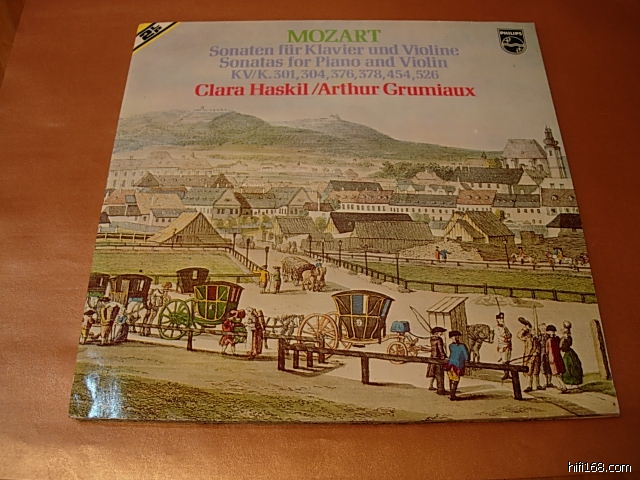 2LP
MOZART
PHILIPS
Sonaten für Klavier und Violine
Sonatas for Piano and Violin
KV/K. 301, 304, 376, 378, 454, 526
Clara Haskil/Arthur Grumiaux
hifi168.com